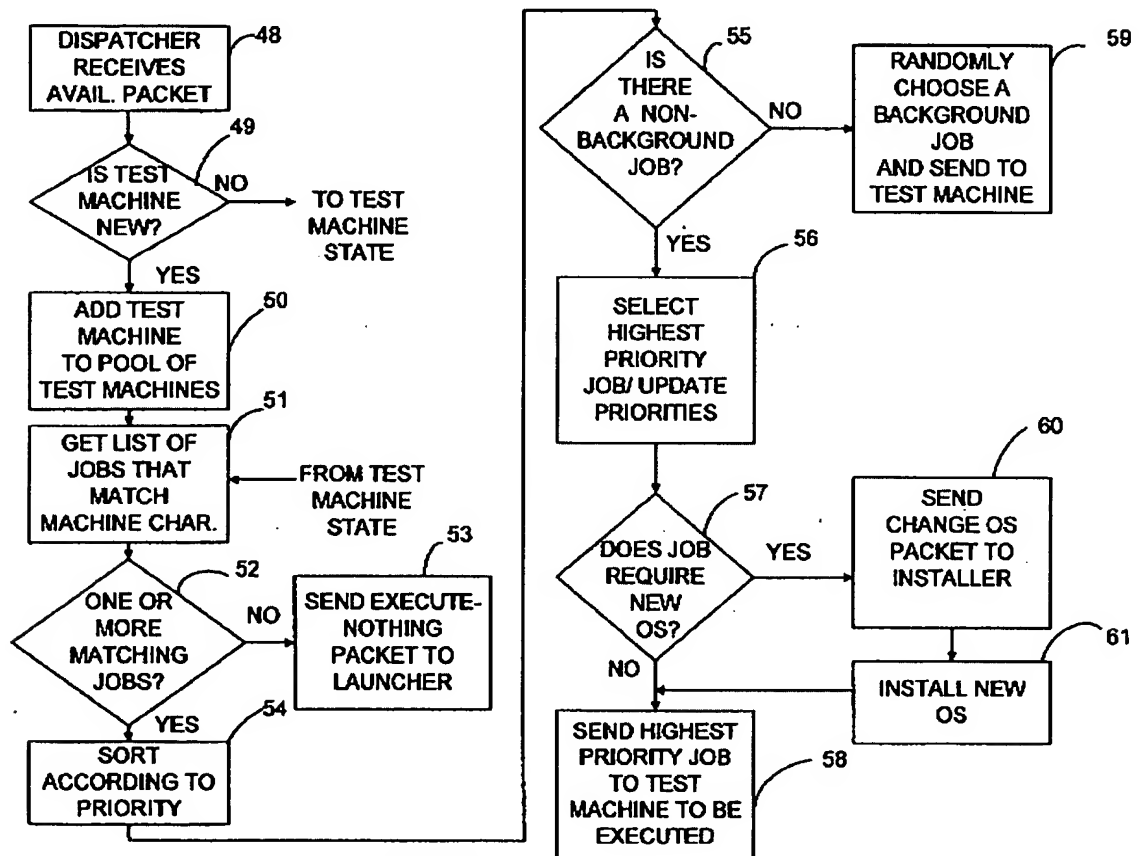 DISPATCHER
RECEIVES
AVAIL. PACKET
48
IS TEST
MACHINE
NEW?
49
NO
TO TEST
MACHINE
STATE
YES
ADD TEST
MACHINE
TO POOL OF
TEST MACHINES
50
GET LIST OF
JOBS THAT
MATCH
MACHINE CHAR.
51
FROM TEST
MACHINE
STATE
ONE OR
MORE
MATCHING
JOBS?
52
NO
SEND EXECUTE-
NOTHING
PACKET TO
LAUNCHER
53
YES
SORT
ACCORDING TO
PRIORITY
54
IS
THERE
A NON-
BACKGROUND
JOB?
55
NO
RANDOMLY
CHOOSE A
BACKGROUND
JOB
AND SEND TO
TEST MACHINE
59
YES
SELECT
HIGHEST
PRIORITY
JOB/ UPDATE
PRIORITIES
56
DOES JOB
REQUIRE
NEW
OS?
57
YES
SEND
CHANGE OS
PACKET TO
INSTALLER
60
INSTALL NEW
OS
61
NO
SEND HIGHEST
PRIORITY JOB
TO TEST
MACHINE TO BE
EXECUTED
58